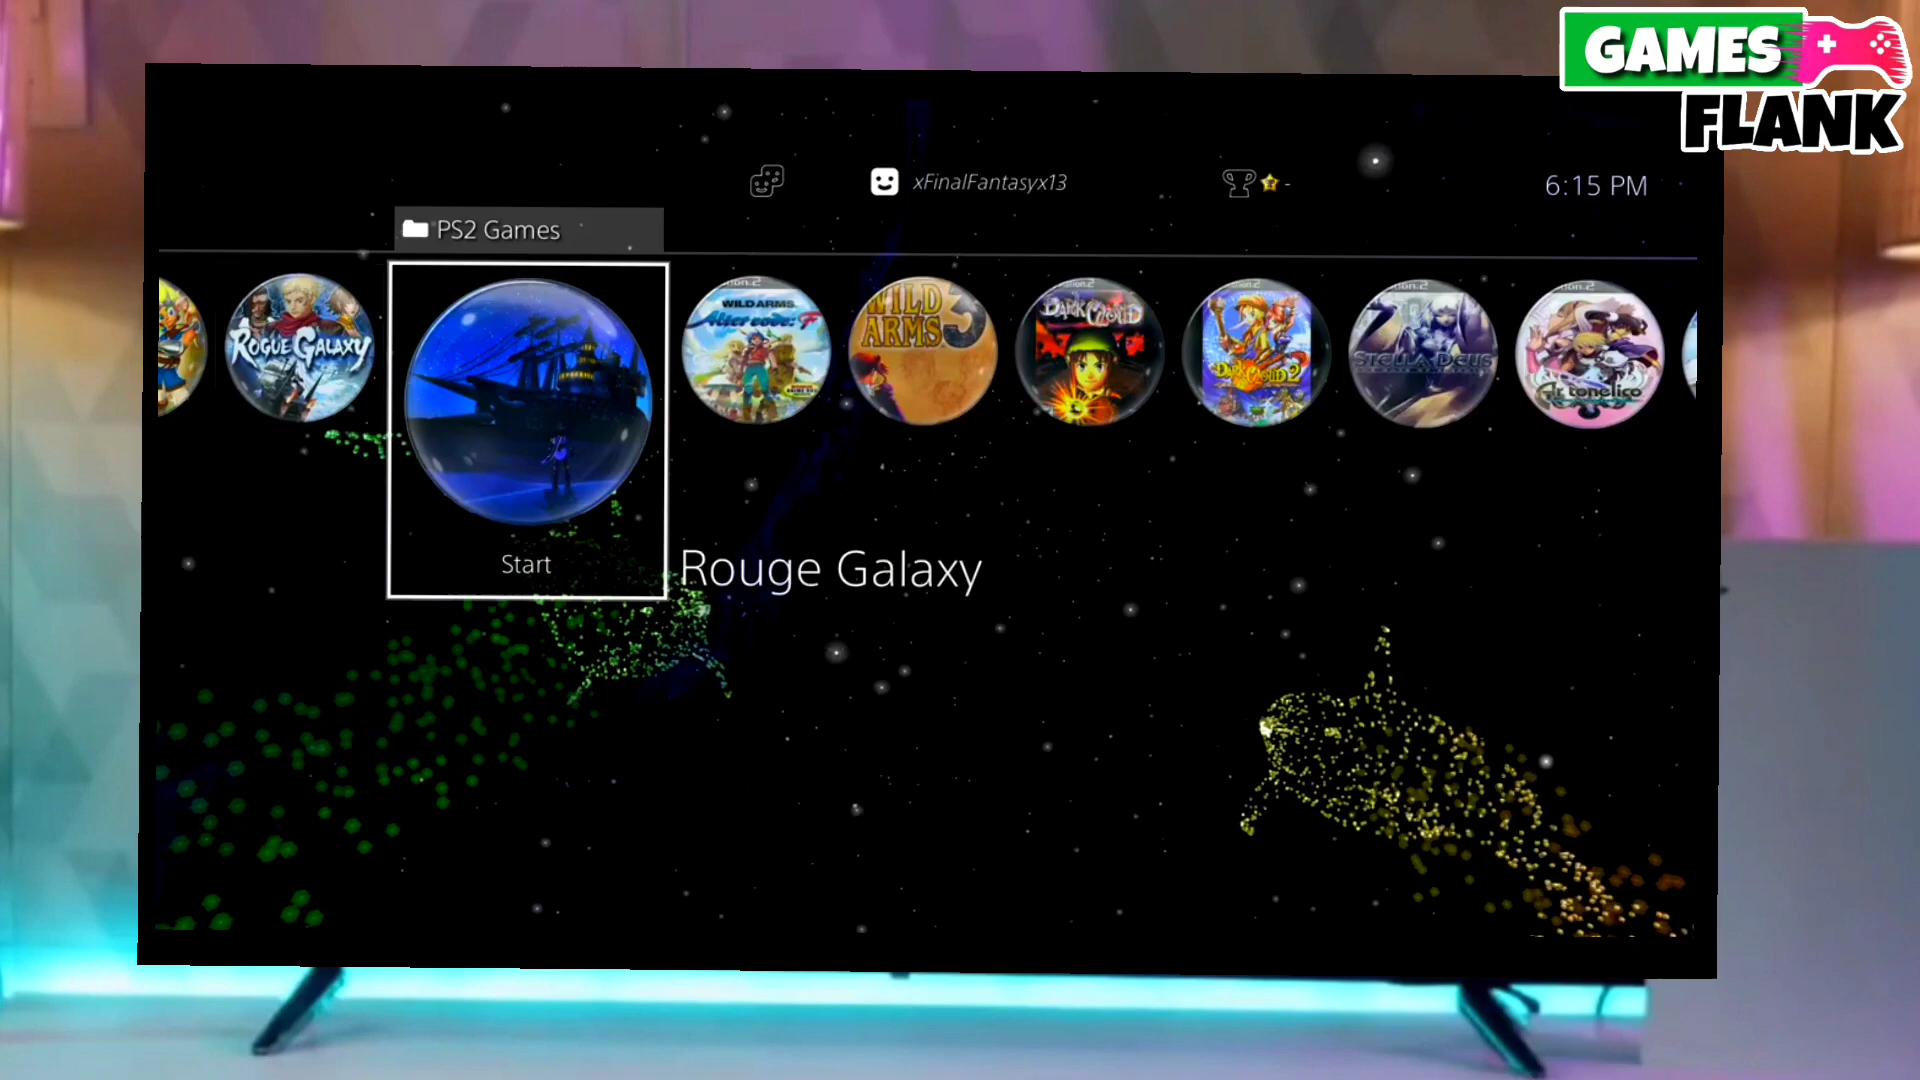 GAMES
FLANK
xFinalFantasyx13
-
6:15 PM
PS2 Games
ROGUE GALAXY
WILD ARMS
Alter code: F
WILD
ARMS 3
DARK CLOUD
DARK CLOUD 2
STELLA DEUS
Ar tonelico
Start
Rouge Galaxy